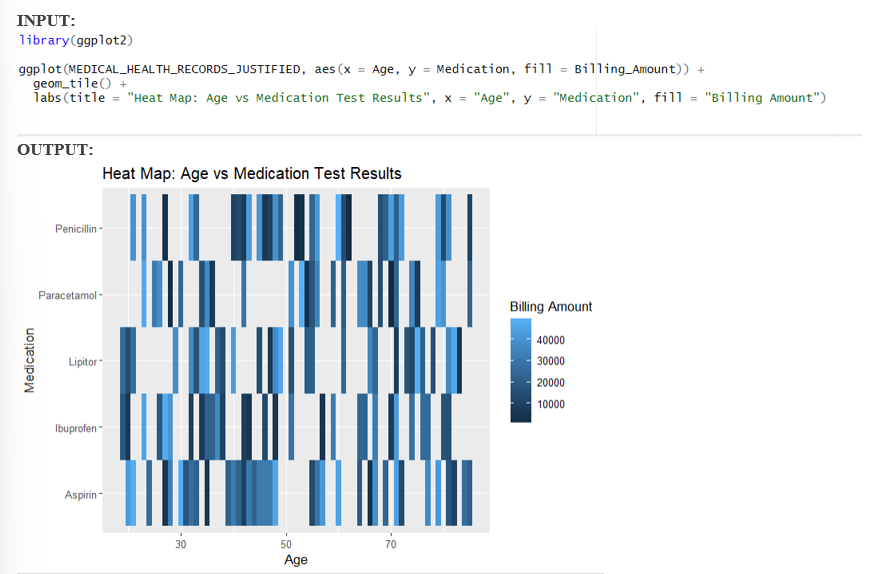 INPUT:
library(ggplot2)
ggplot(MEDICAL_HEALTH_RECORDS_JUSTIFIED, aes(x = Age, y = Medication, fill = Billing_Amount)) +
geom_tile() +
labs(title = "Heat Map: Age vs Medication Test Results", x = "Age", y = "Medication", fill = "Billing Amount")
OUTPUT:
Heat Map: Age vs Medication Test Results
Penicillin
Paracetamol
Lipitor
Ibuprofen
Aspirin
Medication
30 50 70
Age
Billing Amount
40000
30000
20000
10000